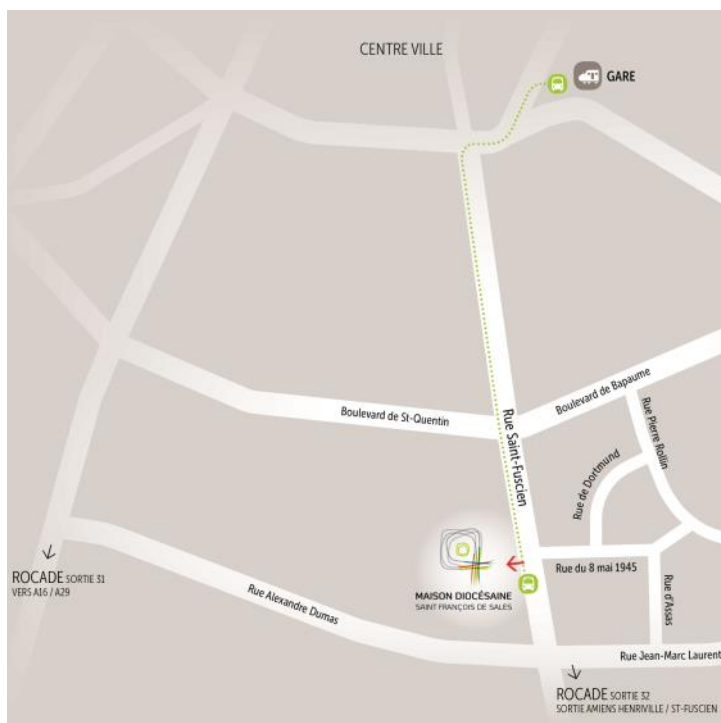 CENTRE VILLE
GARE
Boulevard de Bapaume
Rue Pierre Rollin
Boulevard de St-Quentin
Rue Saint-Fuscien
Rue de Dortmund
ROCADE SORTIE 31
VERS A16 / A29
MAISON DIOCÉSAINE
SAINT FRANÇOIS DE SALES
Rue du 8 mai 1945
Rue d'Assas
Rue Alexandre Dumas
Rue Jean-Marc Laurent
ROCADE SORTIE 32
SORTIE AMIENS HENRIVILLE / ST-FUSCIEN